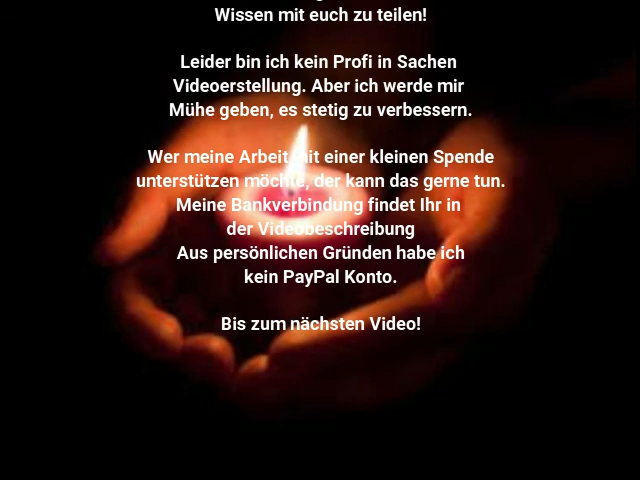 Wissen mit euch zu teilen!
Leider bin ich kein Profi in Sachen
Videoerstellung. Aber ich werde mir
Mühe geben, es stetig zu verbessern.
Wer meine Arbeit mit einer kleinen Spende
unterstützen möchte, der kann das gerne tun.
Meine Bankverbindung findet Ihr in
der Videobeschreibung
Aus persönlichen Gründen habe ich
kein PayPal Konto.
Bis zum nächsten Video!